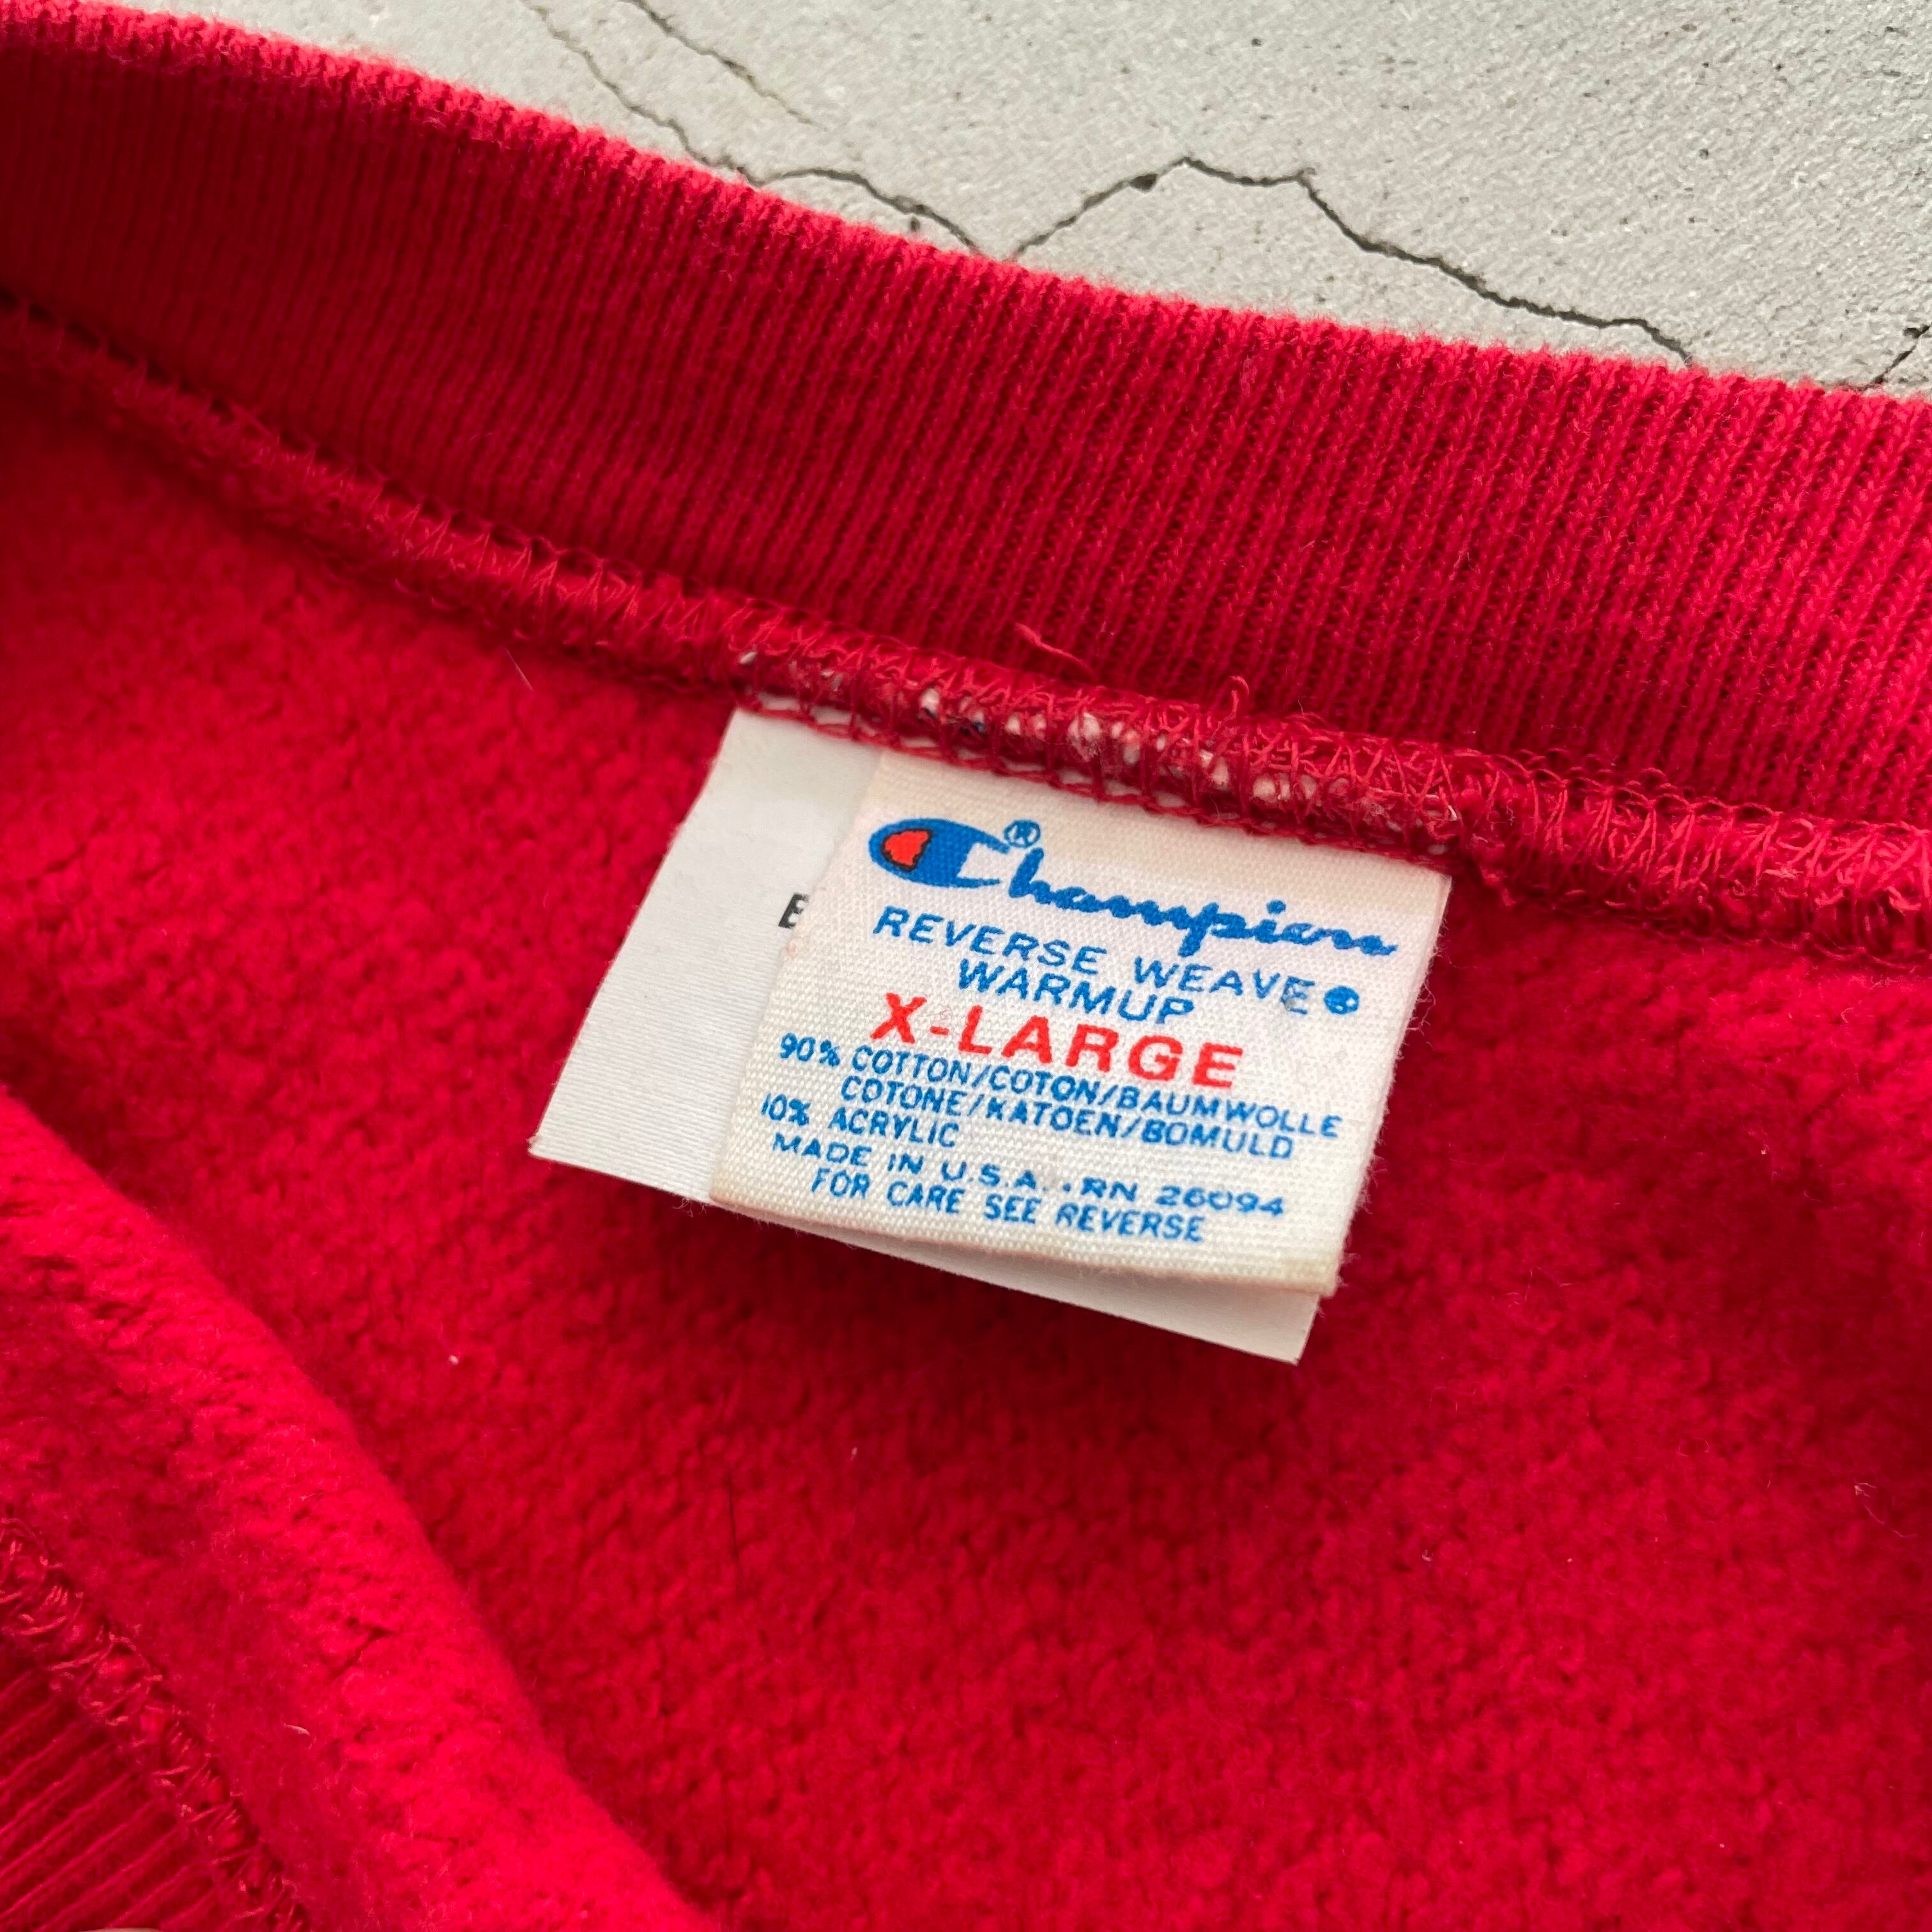 Champion®
REVERSE WEAVE®
WARMUP
X-LARGE
90% COTTON/COTON/BAUMWOLLE
COTONE/KATOEN/BOMULD
10% ACRYLIC
MADE IN U.S.A. RN 26094
FOR CARE SEE REVERSE